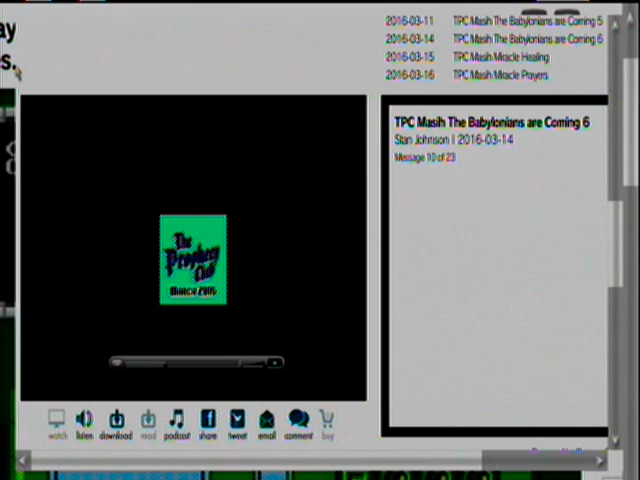 ay
s.
2016-03-11 TPC Masih The Babylonians are Coming 5
2016-03-14 TPC Masih The Babylonians are Coming 6
2016-03-15 TPC Masih Miracle Healing
2016-03-16 TPC Masih Miracle Prayers
TPC Masih The Babylonians are Coming 6
Stan Johnson | 2016-03-14
Message 10 of 23
The
Prophecy
Club
watch listen download read podcast share tweet email comment buy